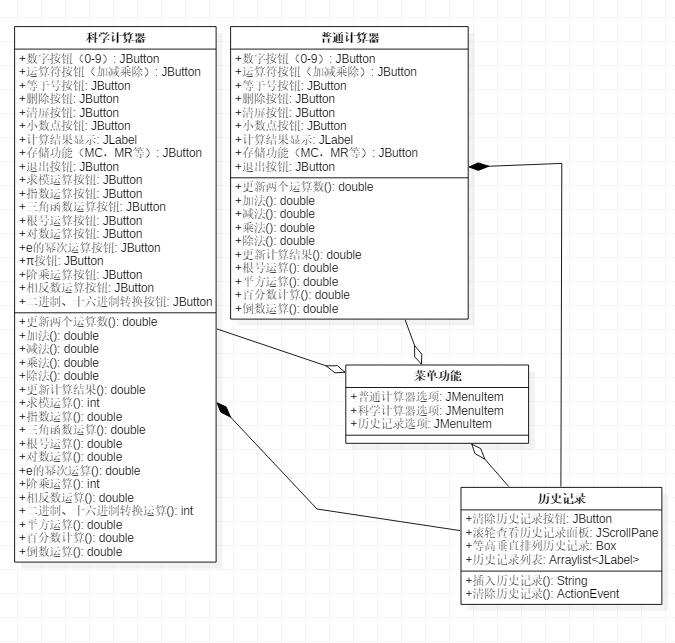 科学计算器
+数字按钮（0-9）: JButton
+运算符按钮（加减乘除）: JButton
+等于号按钮: JButton
+删除按钮: JButton
+清屏按钮: JButton
+小数点按钮: JButton
+计算结果显示: JLabel
+存储功能（MC，MR等）: JButton
+退出按钮: JButton
+求模运算按钮: JButton
+指数运算按钮: JButton
+三角函数运算按钮: JButton
+根号运算按钮: JButton
+对数运算按钮: JButton
+e的幂次运算按钮: JButton
+π按钮: JButton
+阶乘运算按钮: JButton
+相反数运算按钮: JButton
+二进制、十六进制转换按钮: JButton
+更新两个运算数(): double
+加法(): double
+减法(): double
+乘法(): double
+除法(): double
+更新计算结果(): double
+求模运算(): int
+指数运算(): double
+三角函数运算(): double
+根号运算(): double
+对数运算(): double
+e的幂次运算(): double
+阶乘运算(): int
+相反数运算(): double
+二进制、十六进制转换运算(): int
+平方运算(): double
+百分数计算(): double
+倒数运算(): double
普通计算器
+数字按钮（0-9）: JButton
+运算符按钮（加减乘除）: JButton
+等于号按钮: JButton
+删除按钮: JButton
+清屏按钮: JButton
+小数点按钮: JButton
+计算结果显示: JLabel
+存储功能（MC，MR等）: JButton
+退出按钮: JButton
+更新两个运算数(): double
+加法(): double
+减法(): double
+乘法(): double
+除法(): double
+更新计算结果(): double
+根号运算(): double
+平方运算(): double
+百分数计算(): double
+倒数运算(): double
菜单功能
+普通计算器选项: JMenuItem
+科学计算器选项: JMenuItem
+历史记录选项: JMenuItem
历史记录
+清除历史记录按钮: JButton
+滚轮查看历史记录面板: JScrollPane
+等高垂直排列历史记录: Box
+历史记录列表: Arraylist<JLabel>
+插入历史记录(): String
+清除历史记录(): ActionEvent